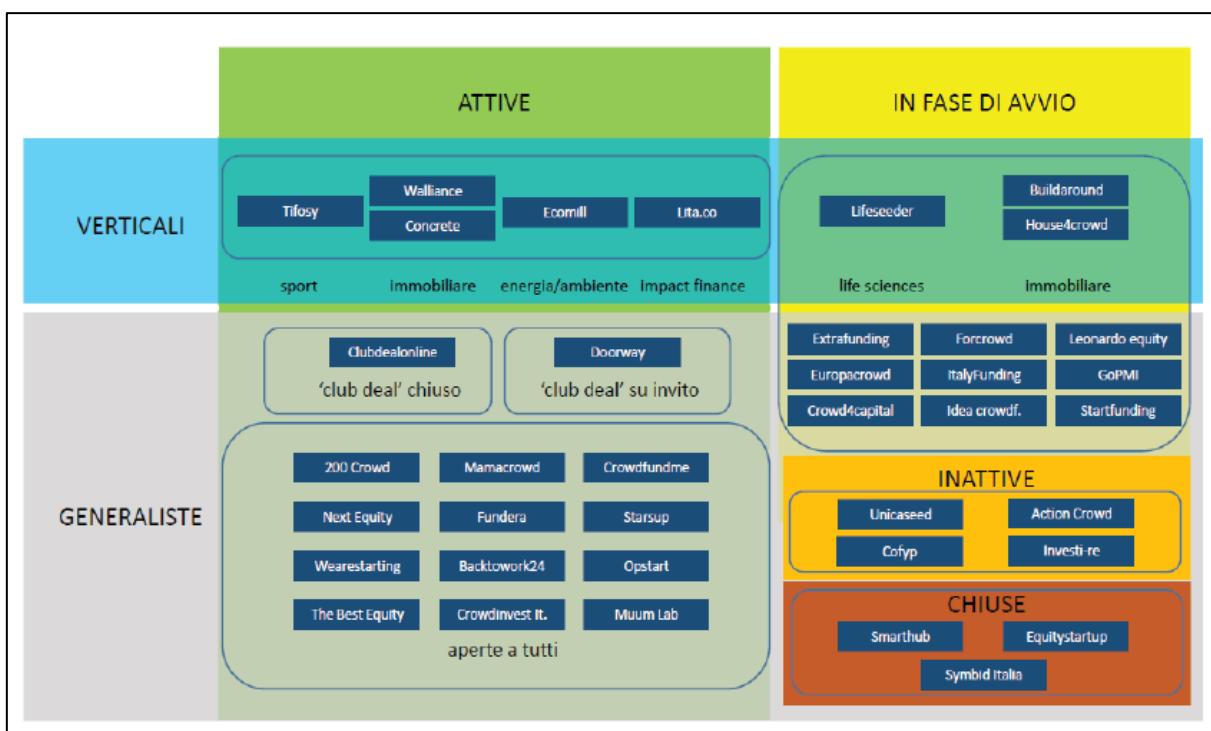 ATTIVE
IN FASE DI AVVIO
VERTICALI
Tifosy
Walliance
Concrete
Ecomill
Lita.co
sport
immobiliare
energia/ambiente
impact finance
Lifeseeder
Buildaround
House4crowd
life sciences
immobiliare
GENERALISTE
Clubdealonline
'club deal' chiuso
Doorway
'club deal' su invito
200 Crowd
Mamacrowd
Crowdfundme
Next Equity
Fundera
Starsup
Wearestarting
Backtowork24
Opstart
The Best Equity
Crowdinvest It.
Muum Lab
aperte a tutti
Extrafunding
Forcrowd
Leonardo equity
Europacrowd
ItalyFunding
GoPMI
Crowd4capital
Idea crowdf.
Startfunding
INATTIVE
Unicaseed
Action Crowd
Cofyp
Investi-re
CHIUSE
Smarthub
Equitystartup
Symbid Italia